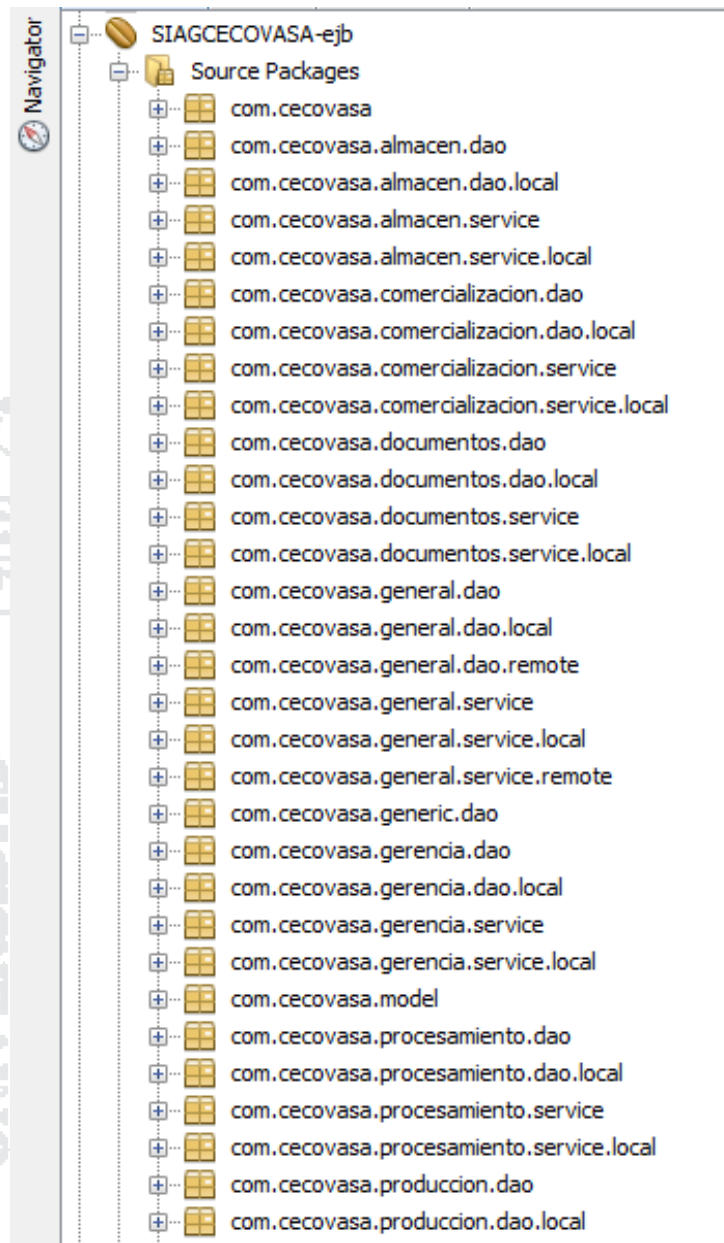 Navigator
SIAGCECOVASA-ejb
Source Packages
com.cecovasa
com.cecovasa.almacen.dao
com.cecovasa.almacen.dao.local
com.cecovasa.almacen.service
com.cecovasa.almacen.service.local
com.cecovasa.comercializacion.dao
com.cecovasa.comercializacion.dao.local
com.cecovasa.comercializacion.service
com.cecovasa.comercializacion.service.local
com.cecovasa.documentos.dao
com.cecovasa.documentos.dao.local
com.cecovasa.documentos.service
com.cecovasa.documentos.service.local
com.cecovasa.general.dao
com.cecovasa.general.dao.local
com.cecovasa.general.dao.remote
com.cecovasa.general.service
com.cecovasa.general.service.local
com.cecovasa.general.service.remote
com.cecovasa.generic.dao
com.cecovasa.gerencia.dao
com.cecovasa.gerencia.dao.local
com.cecovasa.gerencia.service
com.cecovasa.gerencia.service.local
com.cecovasa.model
com.cecovasa.procesamiento.dao
com.cecovasa.procesamiento.dao.local
com.cecovasa.procesamiento.service
com.cecovasa.procesamiento.service.local
com.cecovasa.produccion.dao
com.cecovasa.produccion.dao.local